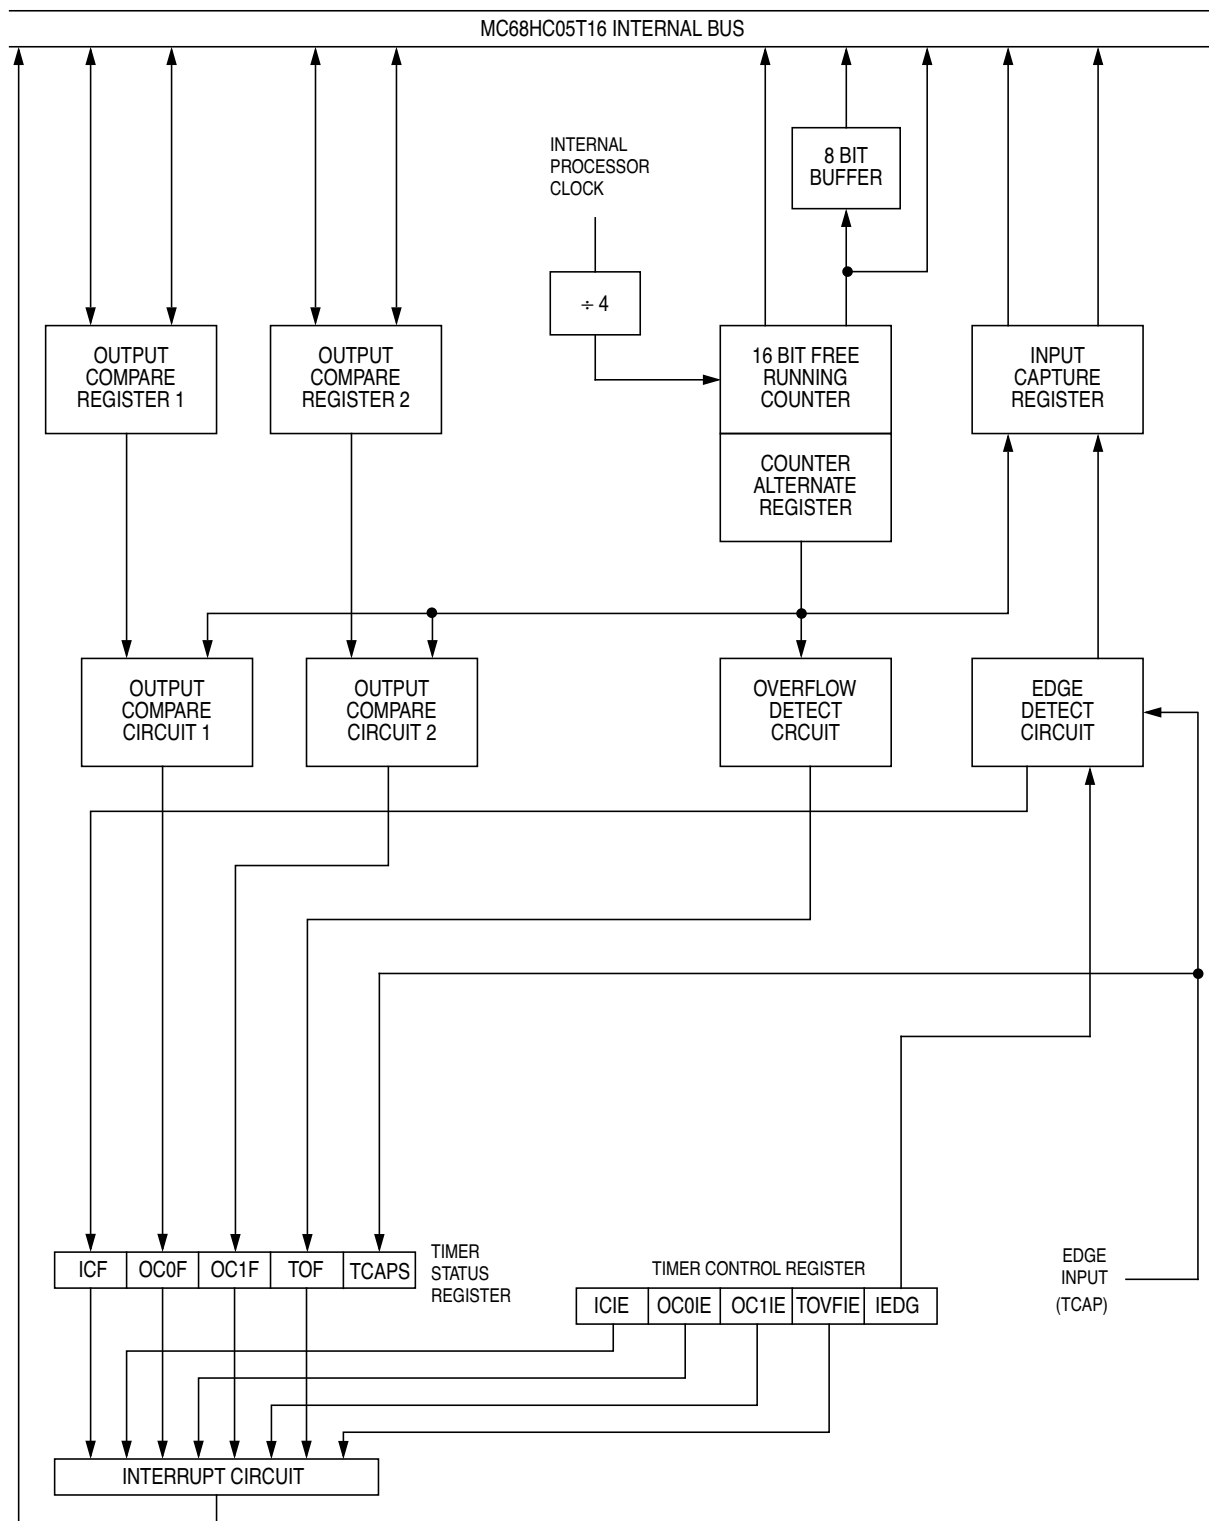 MC68HC05T16 INTERNAL BUS
INTERNAL
PROCESSOR
CLOCK
8 BIT
BUFFER
÷ 4
OUTPUT
COMPARE
REGISTER 1
OUTPUT
COMPARE
REGISTER 2
16 BIT FREE
RUNNING
COUNTER
INPUT
CAPTURE
REGISTER
COUNTER
ALTERNATE
REGISTER
OUTPUT
COMPARE
CIRCUIT 1
OUTPUT
COMPARE
CIRCUIT 2
OVERFLOW
DETECT
CRCUIT
EDGE
DETECT
CIRCUIT
ICF OC0F OC1F TOF TCAPS
TIMER
STATUS
REGISTER
TIMER CONTROL REGISTER
ICIE OC0IE OC1IE TOVFIE IEDG
EDGE
INPUT
(TCAP)
INTERRUPT CIRCUIT